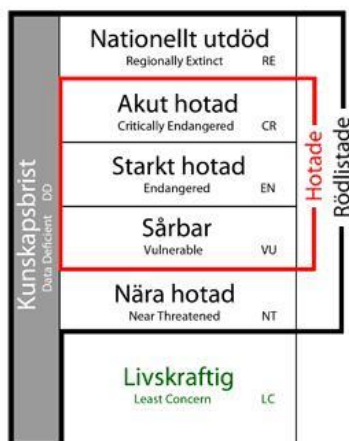 Nationellt utdöd
Regionally Extinct RE
Akut hotad
Critically Endangered CR
Starkt hotad
Endangered EN
Sårbar
Vulnerable VU
Nära hotad
Near Threatened NT
Livskraftig
Least Concern LC
Kunskapsbrist
Data Deficient DD
Hotade
Rödlistade